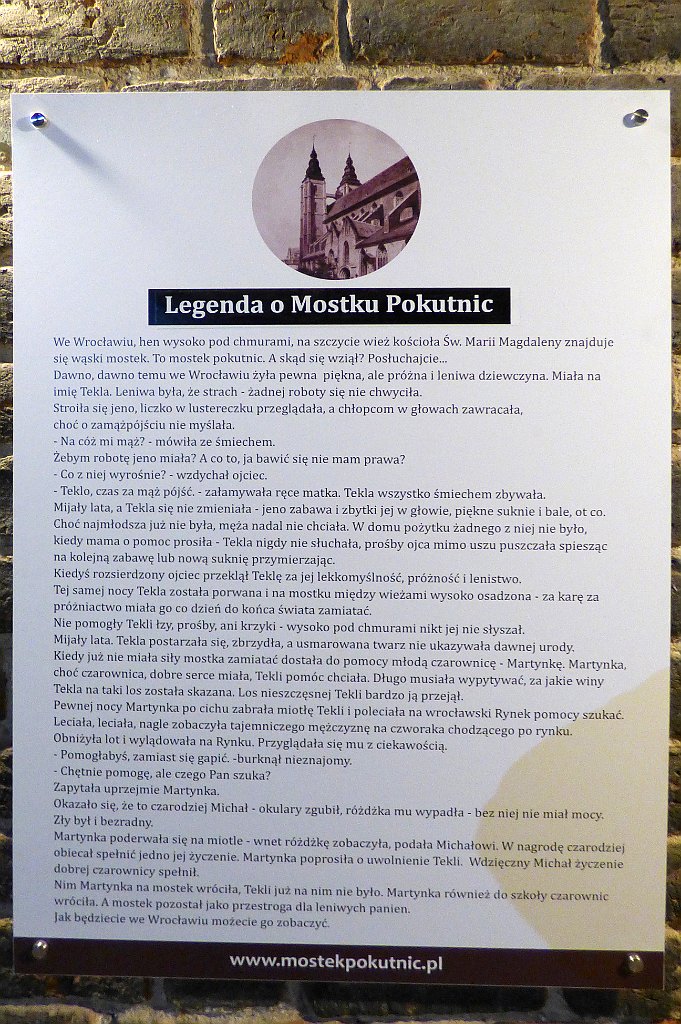 Legenda o Mostku Pokutnic
We Wrocławiu, hen wysoko pod chmurami, na szczycie wież kościoła Św. Marii Magdaleny znajduje
się wąski mostek. To mostek pokutnic. A skąd się wziął? Posłuchajcie...
Dawno, dawno temu we Wrocławiu żyła pewna piękna, ale próżna i leniwa dziewczyna. Miała na
imię Tekla. Leniwa była, że strach - żadnej roboty się nie chwyciła.
Stroiła się jeno, liczko w lustereczku przeglądała, a chłopcom w głowach zawracała,
choć o zamążpójściu nie myślała.
- Na cóż mi mąż? - mówiła ze śmiechem.
Żebym robotę jeno miała? A co to, ja bawić się nie mam prawa?
- Co z niej wyrośnie? - wzdychał ojciec.
- Teklo, czas za mąż pójść. - załamywała ręce matka. Tekla wszystko śmiechem zbywała.
Mijały lata, a Tekla się nie zmieniała - jeno zabawa i zbytki jej w głowie, piękne suknie i bale, ot co.
Choć najmłodsza już nie była, męża nadal nie chciała. W domu pożytku żadnego z niej nie było,
kiedy mama o pomoc prosiła - Tekla nigdy nie słuchała, prośby ojca mimo uszu puszczała spiesząc
na kolejną zabawę lub nową suknię przymierzając.
Kiedyś rozsierdzony ojciec przeklął Teklę za jej lekkomyślność, próżność i lenistwo.
Tej samej nocy Tekla została porwana i na mostku między wieżami wysoko osadzona - za karę za
próżniactwo miała go co dzień do końca świata zamiatać.
Nie pomogły Tekli łzy, prośby, ani krzyki - wysoko pod chmurami nikt jej nie słyszał.
Mijały lata. Tekla postarzała się, zbrzydła, a usmarowana twarz nie ukazywała dawnej urody.
Kiedy już nie miała siły mostka zamiatać dostała do pomocy młodą czarownicę - Martynkę. Martynka,
choć czarownica, dobre serce miała, Tekli pomóc chciała. Długo musiała wypytywać, za jakie winy
Tekla na taki los została skazana. Los nieszczęsnej Tekli bardzo ją przejął.
Pewnej nocy Martynka po cichu zabrała miotłę Tekli i poleciała na wrocławski Rynek pomocy szukać.
Leciała, leciała, nagle zobaczyła tajemniczego mężczyznę na czworaka chodzącego po rynku.
Obniżyła lot i wylądowała na Rynku. Przyglądała się mu z ciekawością.
- Pomogłabyś, zamiast się gapić. -burknął nieznajomy.
- Chętnie pomogę, ale czego Pan szuka?
Zapytała uprzejmie Martynka.
Okazało się, że to czarodziej Michał - okulary zgubił, różdżka mu wypadła - bez niej nie miał mocy.
Zły był i bezradny.
Martynka poderwała się na miotle - wnet różdżkę zobaczyła, podała Michałowi. W nagrodę czarodziej
obiecał spełnić jedno jej życzenie. Martynka poprosiła o uwolnienie Tekli. Wdzięczny Michał życzenie
dobrej czarownicy spełnił.
Nim Martynka na mostek wróciła, Tekli już na nim nie było. Martynka również do szkoły czarownic
wróciła. A mostek pozostał jako przestroga dla leniwych panien.
Jak będziecie we Wrocławiu możecie go zobaczyć.
www.mostekpokutnic.pl